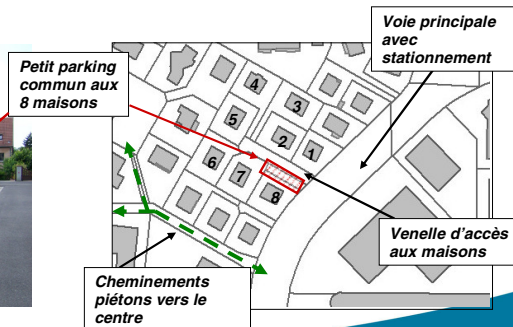 Voie principale
avec
stationnement
Petit parking
commun aux
8 maisons
4
3
5
2
1
6
7
8
Venelle d'accès
aux maisons
Cheminements
piétons vers le
centre